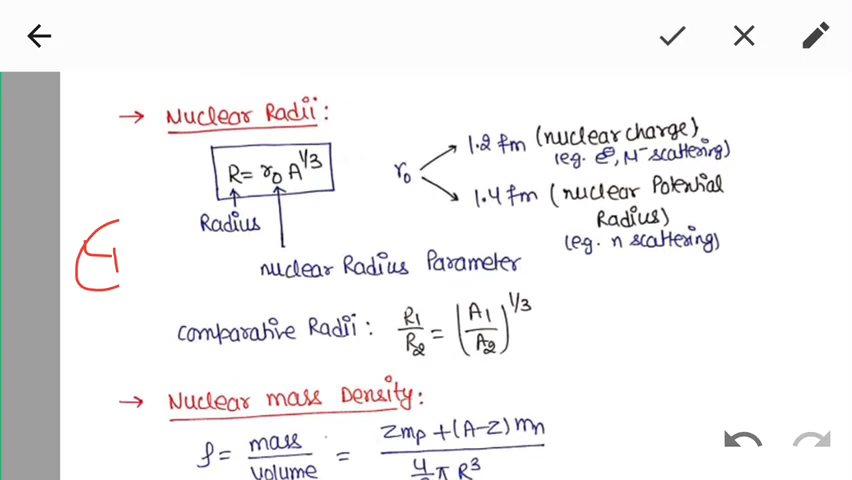 → Nuclear Radii:
R = r₀ A^1/3
Radius
nuclear Radius Parameter
r₀
1.2 fm (nuclear charge)
(eg. e⊖, μ⁻ scattering)
1.4 fm (nuclear Potential
Radius)
(eg. n scattering)
Comparative Radii: R1/R2 = (A1/A2)^1/3
→ Nuclear mass Density:
ρ = mass/volume = Zmp + (A-Z) mn / 4/3 π R³